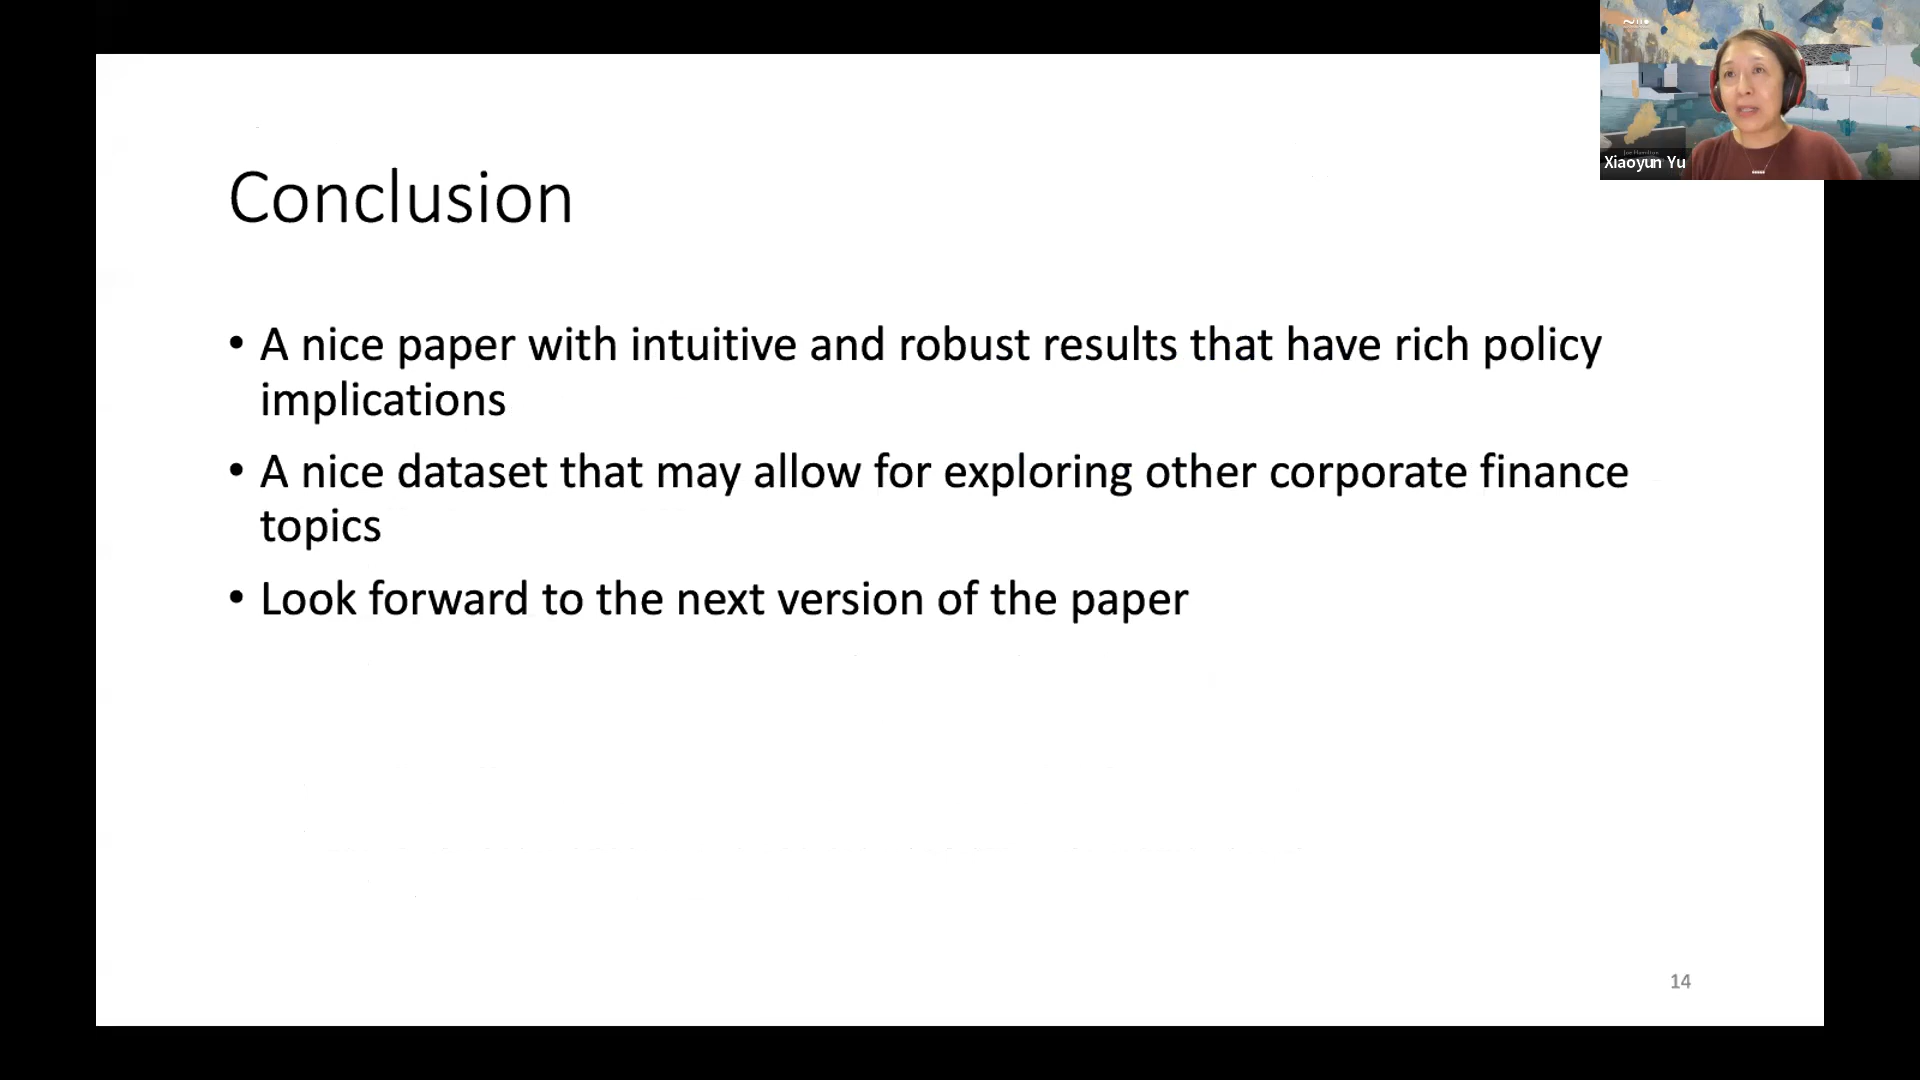 Conclusion
• A nice paper with intuitive and robust results that have rich policy
implications
• A nice dataset that may allow for exploring other corporate finance
topics
• Look forward to the next version of the paper
14
Xiaoyun Yu